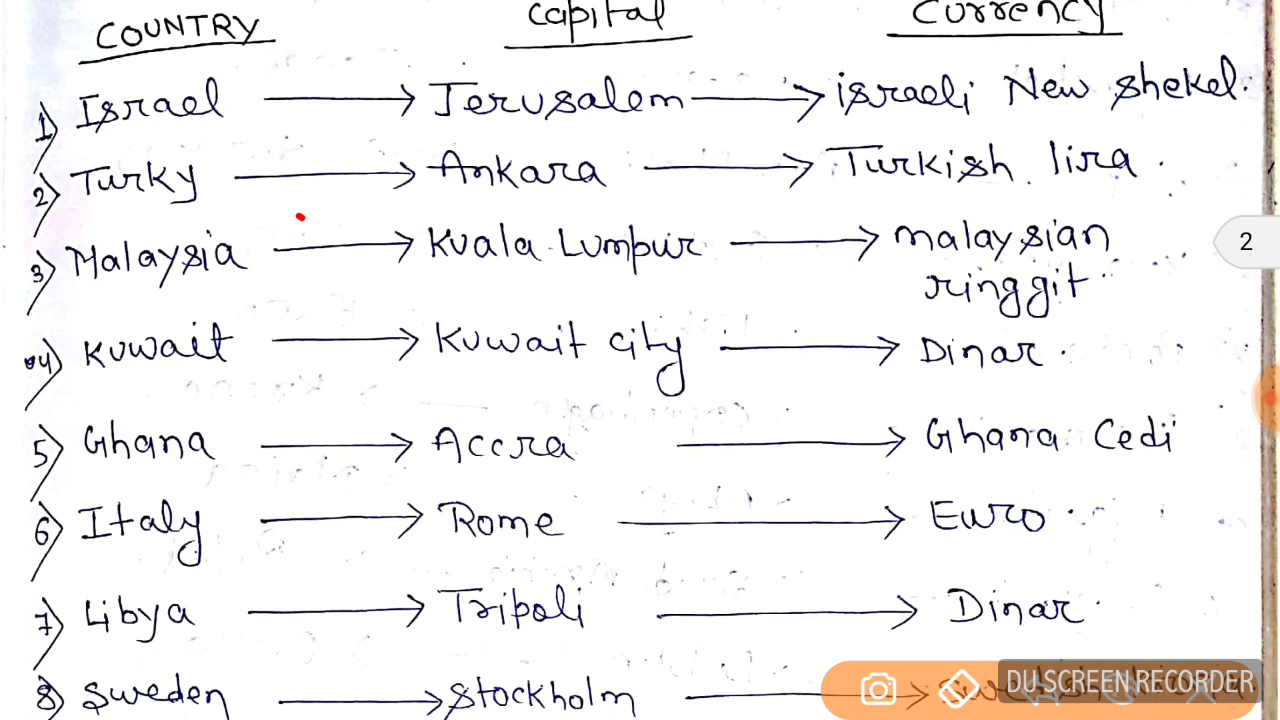 COUNTRY Capital Currency
1) Israel → Jerusalem → israeli New shekel.
2) Turky → Ankara → Turkish lira.
3) Malaysia → Kuala Lumpur → malaysian
ringgit
4) Kuwait → Kuwait city → Dinar.
5) Ghana → Accra → Ghana Cedi
6) Italy → Rome → Euro.
7) Libya → Tripoli → Dinar.
8) Sweden → Stockholm →
2
DU SCREEN RECORDER